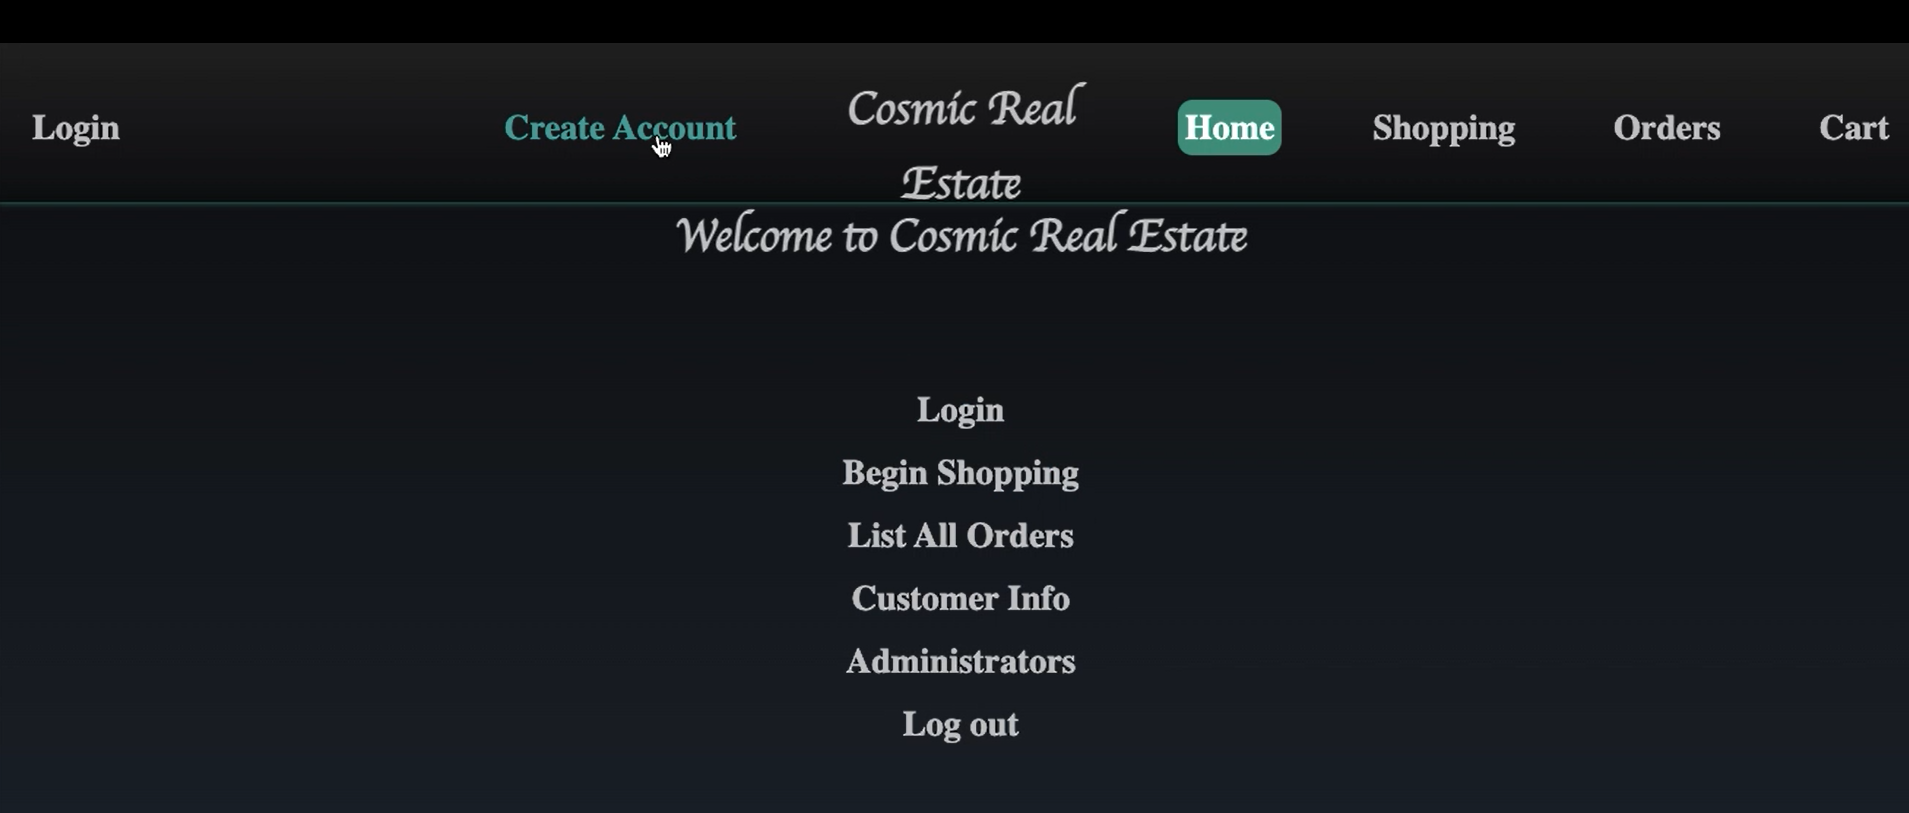 Login
Create Account
Cosmic Real
Estate
Home
Shopping
Orders
Cart
Welcome to Cosmic Real Estate
Login
Begin Shopping
List All Orders
Customer Info
Administrators
Log out